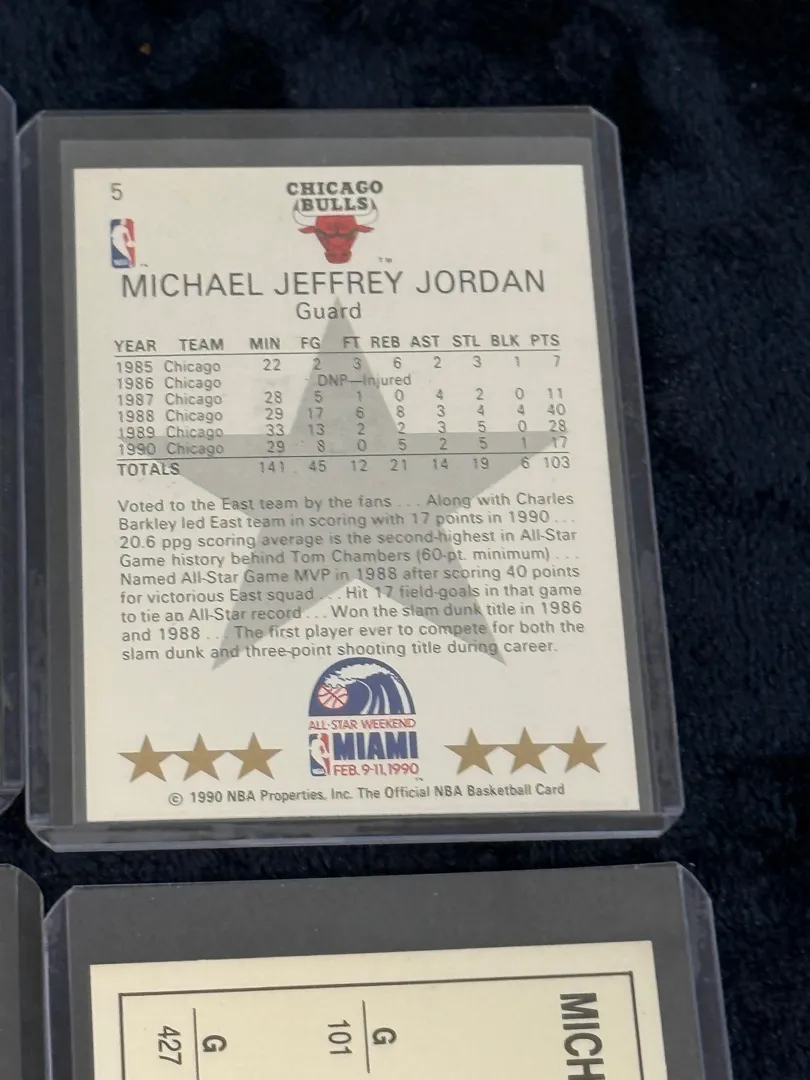 5
CHICAGO
BULLS
NBA
TM
MICHAEL JEFFREY JORDAN
Guard
YEAR TEAM MIN FG FT REB AST STL BLK PTS
1985 Chicago 22 2 3 6 2 3 1 7
1986 Chicago DNP—Injured
1987 Chicago 28 5 1 0 4 2 0 11
1988 Chicago 29 17 6 8 3 4 4 40
1989 Chicago 33 13 2 2 3 5 0 28
1990 Chicago 29 8 0 5 2 5 1 17
TOTALS 141 45 12 21 14 19 6 103
Voted to the East team by the fans . . . Along with Charles
Barkley led East team in scoring with 17 points in 1990 . . .
20.6 ppg scoring average is the second-highest in All-Star
Game history behind Tom Chambers (60-pt. minimum) . . .
Named All-Star Game MVP in 1988 after scoring 40 points
for victorious East squad . . . Hit 17 field-goals in that game
to tie an All-Star record . . . Won the slam dunk title in 1986
and 1988 . . . The first player ever to compete for both the
slam dunk and three-point shooting title during career.
ALL-STAR WEEKEND
MIAMI
NBA
FEB. 9-11, 1990
© 1990 NBA Properties, Inc. The Official NBA Basketball Card
MICH
G
101
G
427